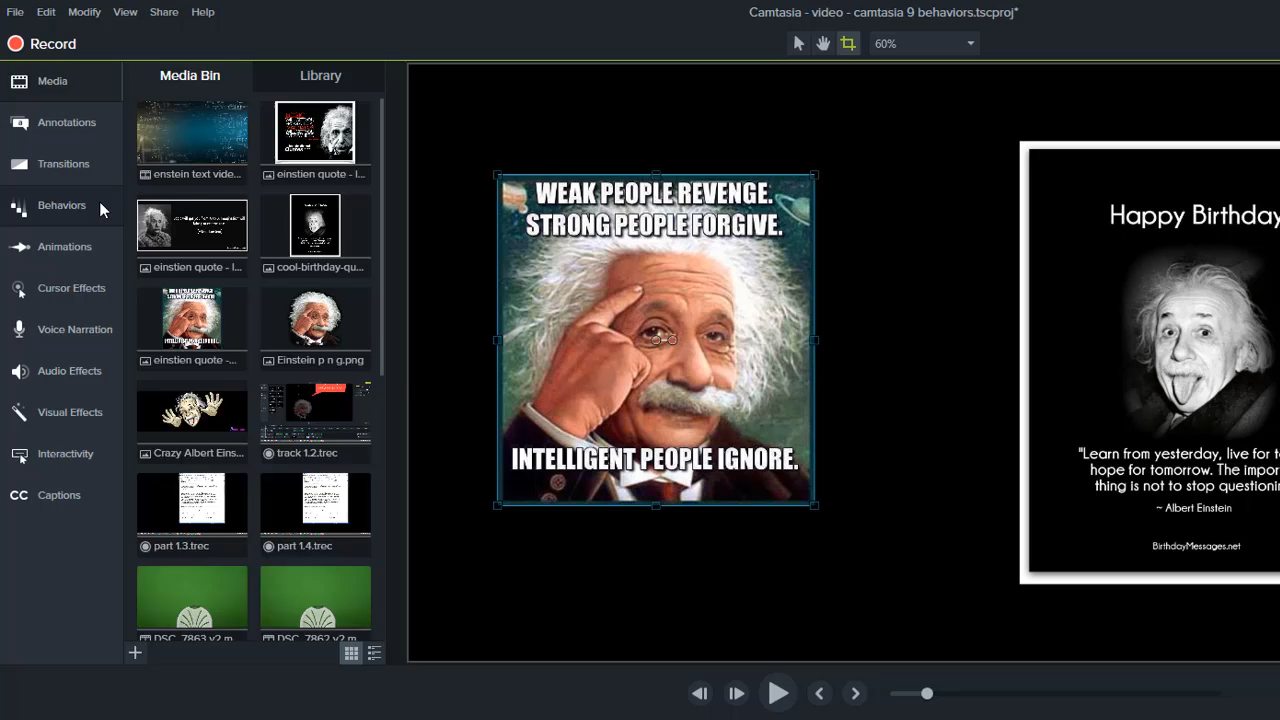 File Edit Modify View Share Help
Camtasia - video - camtasia 9 behaviors.tscproj*
Record
60%
Media
Annotations
Transitions
Behaviors
Animations
Cursor Effects
Voice Narration
Audio Effects
Visual Effects
Interactivity
CC Captions
Media Bin Library
enstein text vide... einstien quote - l...
einstien quote - l... cool-birthday-qu...
einstien quote -... Einstein p n g.png
Crazy Albert Eins... track 1.2.trec
part 1.3.trec part 1.4.trec
DSC_7863 v2.m... DSC_7862 v2.m...
WEAK PEOPLE REVENGE.
STRONG PEOPLE FORGIVE.
INTELLIGENT PEOPLE IGNORE.
Happy Birthday
"Learn from yesterday, live for
hope for tomorrow. The
thing is not to stop
~ Albert Einstein
BirthdayMessages.net